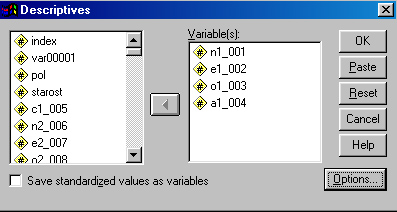 Descriptives
Variable(s):
index
var00001
pol
starost
c1_005
n2_006
e2_007
o2_008
n1_001
e1_002
o1_003
a1_004
OK
Paste
Reset
Cancel
Help
Save standardized values as variables
Options...